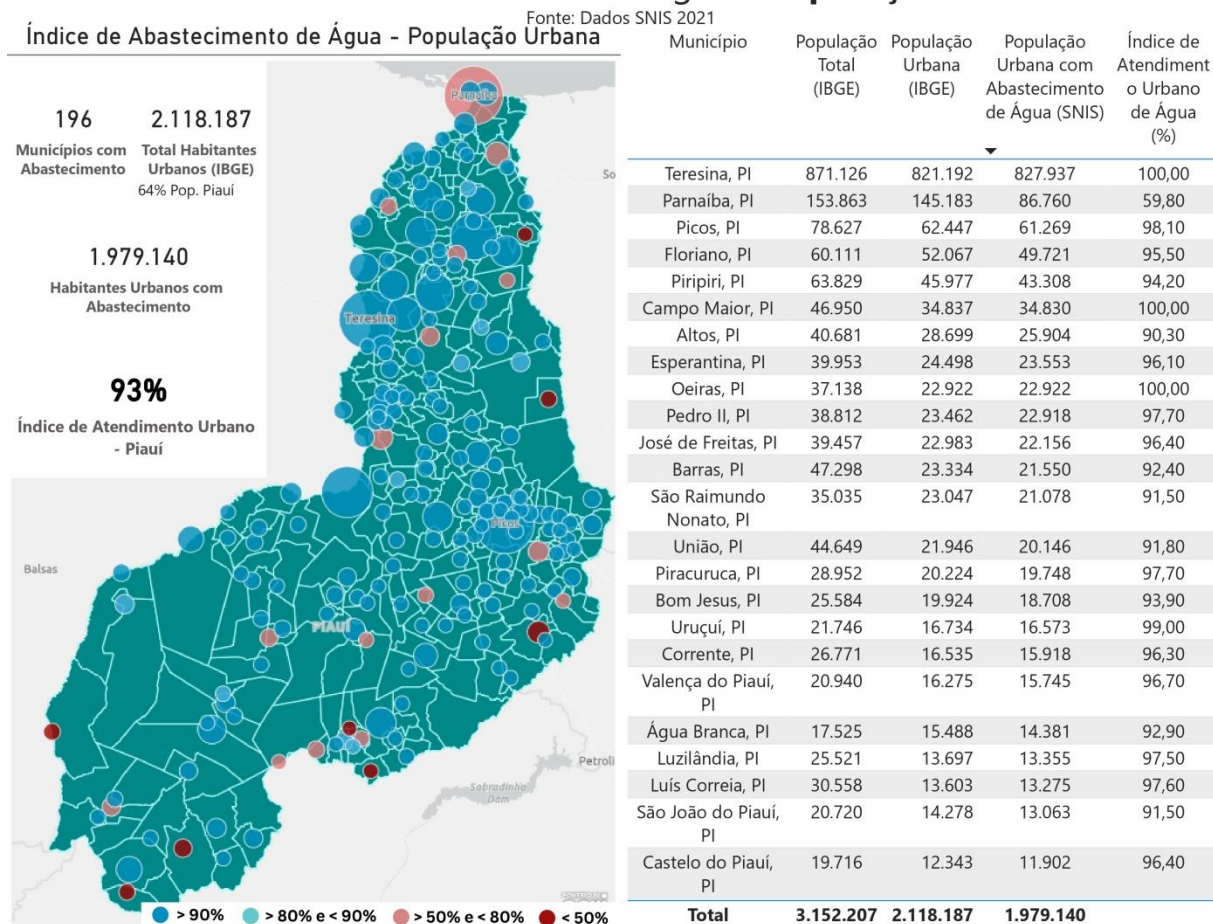 Fonte: Dados SNIS 2021
Índice de Abastecimento de Água - População Urbana
196
Municípios com
Abastecimento
2.118.187
Total Habitantes
Urbanos (IBGE)
64% Pop. Piauí
1.979.140
Habitantes Urbanos com
Abastecimento
93%
Índice de Atendimento Urbano
- Piauí
Parnaíba
Teresina
Picos
Balsas
PIAUÍ
Petroli
Sobradinho
Dam
So
> 90%
> 80% e < 90%
> 50% e < 80%
< 50%
Município
População
Total
(IBGE)
População
Urbana
(IBGE)
População
Urbana com
Abastecimento
de Água (SNIS)
Índice de
Atendiment
o Urbano
de Água
(%)
Teresina, PI 871.126 821.192 827.937 100,00
Parnaíba, PI 153.863 145.183 86.760 59,80
Picos, PI 78.627 62.447 61.269 98,10
Floriano, PI 60.111 52.067 49.721 95,50
Piripiri, PI 63.829 45.977 43.308 94,20
Campo Maior, PI 46.950 34.837 34.830 100,00
Altos, PI 40.681 28.699 25.904 90,30
Esperantina, PI 39.953 24.498 23.553 96,10
Oeiras, PI 37.138 22.922 22.922 100,00
Pedro II, PI 38.812 23.462 22.918 97,70
José de Freitas, PI 39.457 22.983 22.156 96,40
Barras, PI 47.298 23.334 21.550 92,40
São Raimundo 35.035 23.047 21.078 91,50
Nonato, PI
União, PI 44.649 21.946 20.146 91,80
Piracuruca, PI 28.952 20.224 19.748 97,70
Bom Jesus, PI 25.584 19.924 18.708 93,90
Uruçuí, PI 21.746 16.734 16.573 99,00
Corrente, PI 26.771 16.535 15.918 96,30
Valença do Piauí, 20.940 16.275 15.745 96,70
PI
Água Branca, PI 17.525 15.488 14.381 92,90
Luzilândia, PI 25.521 13.697 13.355 97,50
Luís Correia, PI 30.558 13.603 13.275 97,60
São João do Piauí, 20.720 14.278 13.063 91,50
PI
Castelo do Piauí, 19.716 12.343 11.902 96,40
PI
Total 3.152.207 2.118.187 1.979.140